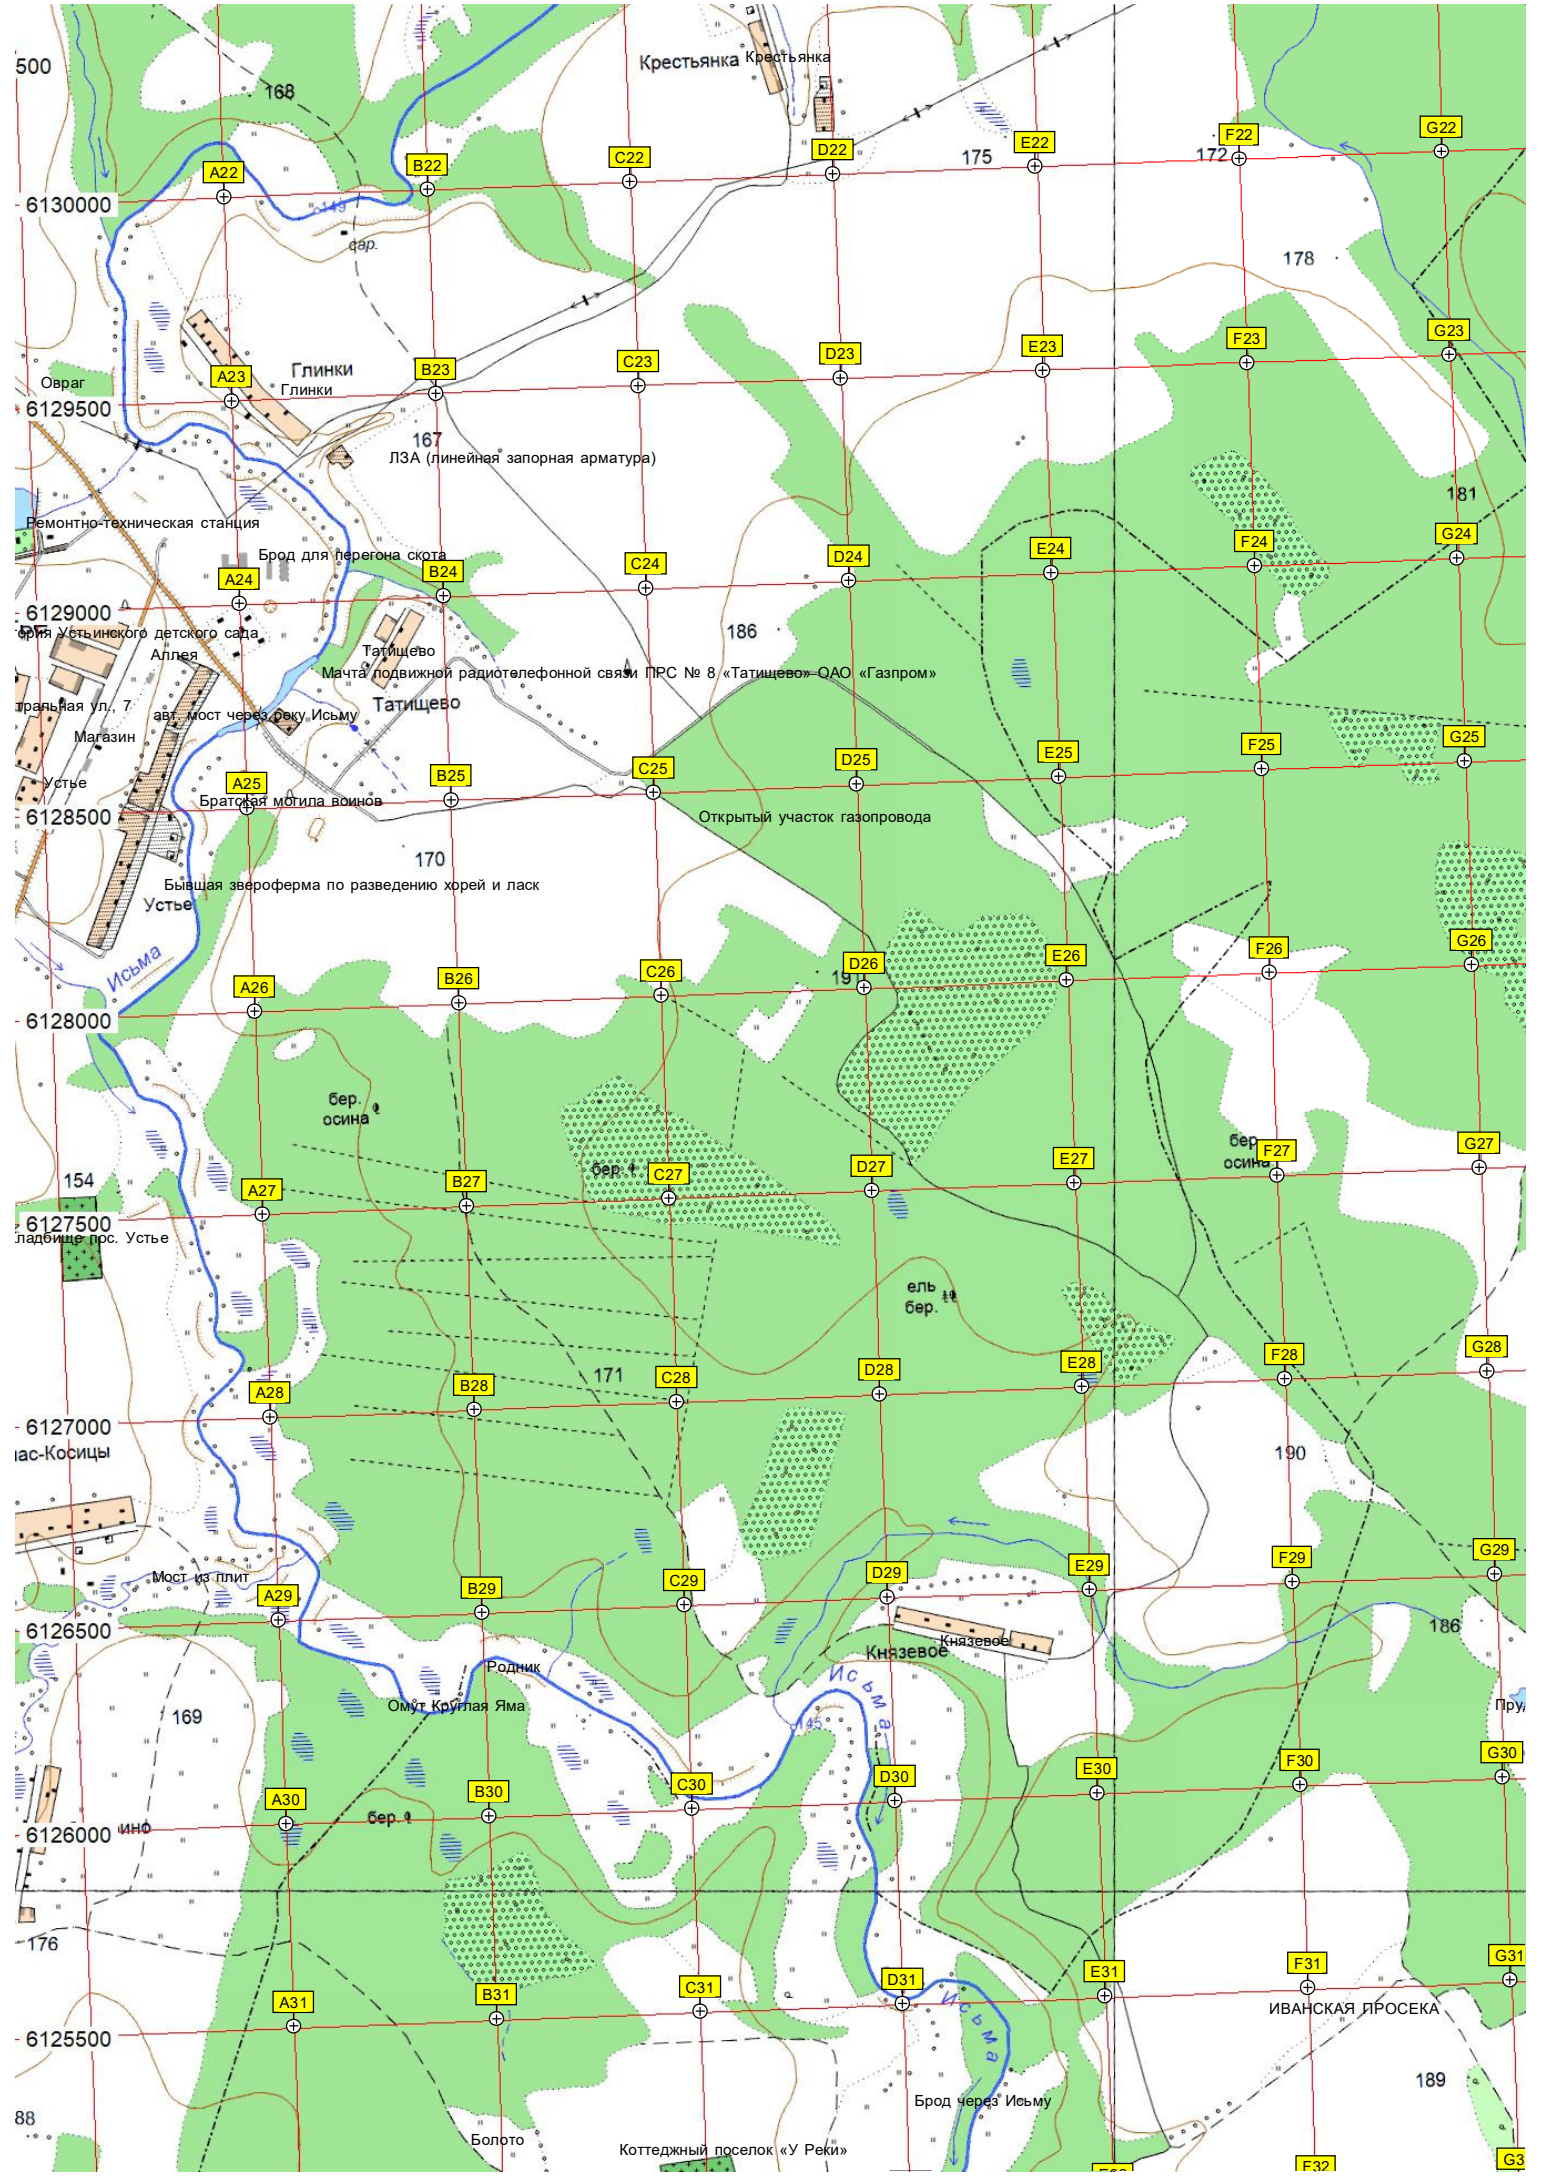 500
Крестьянка Крестьянка
168
G22
F22
E22
D22
C22
B22
A22
175
172
149
6130000
сар.
178
G23
F23
E23
D23
C23
B23
A23
Глинки
Глинки
Овраг
6129500
167
ЛЗА (линейная запорная арматура)
181
Ремонтно-техническая станция
G24
F24
E24
D24
C24
B24
A24
Брод для перегона скота
6129000
186
Устьинского детского сада
Аллея
Татищево
Мачта подвижной радиотелефонной связи ПРС № 8 «Татищево» ОАО «Газпром»
Татищево
ул., 7
авт. мост через реку Исьму
Магазин
G25
F25
E25
D25
C25
B25
A25
Устье
Братская могила воинов
6128500
Открытый участок газопровода
170
Бывшая звероферма по разведению хорей и ласк
Устье
Исьма
G26
F26
E26
D26
C26
B26
A26
191
6128000
бер.
осина
бер.
осина
бер.
G27
F27
E27
D27
C27
B27
A27
154
6127500
пос. Устье
ель
бер.
G28
F28
E28
D28
C28
B28
A28
171
6127000
ас-Косицы
190
G29
F29
E29
D29
C29
B29
A29
Мост из плит
6126500
186
Князевое
Князевое
Родник
Исьма
Омут Круглая Яма
169
145
G30
F30
E30
D30
C30
B30
A30
бер.
ино
6126000
176
G31
F31
E31
D31
C31
B31
A31
Исьма
ИВАНСКАЯ ПРОСЕКА
6125500
189
Брод через Исьму
88
Болото
Коттеджный поселок «У Реки»
F32
G3